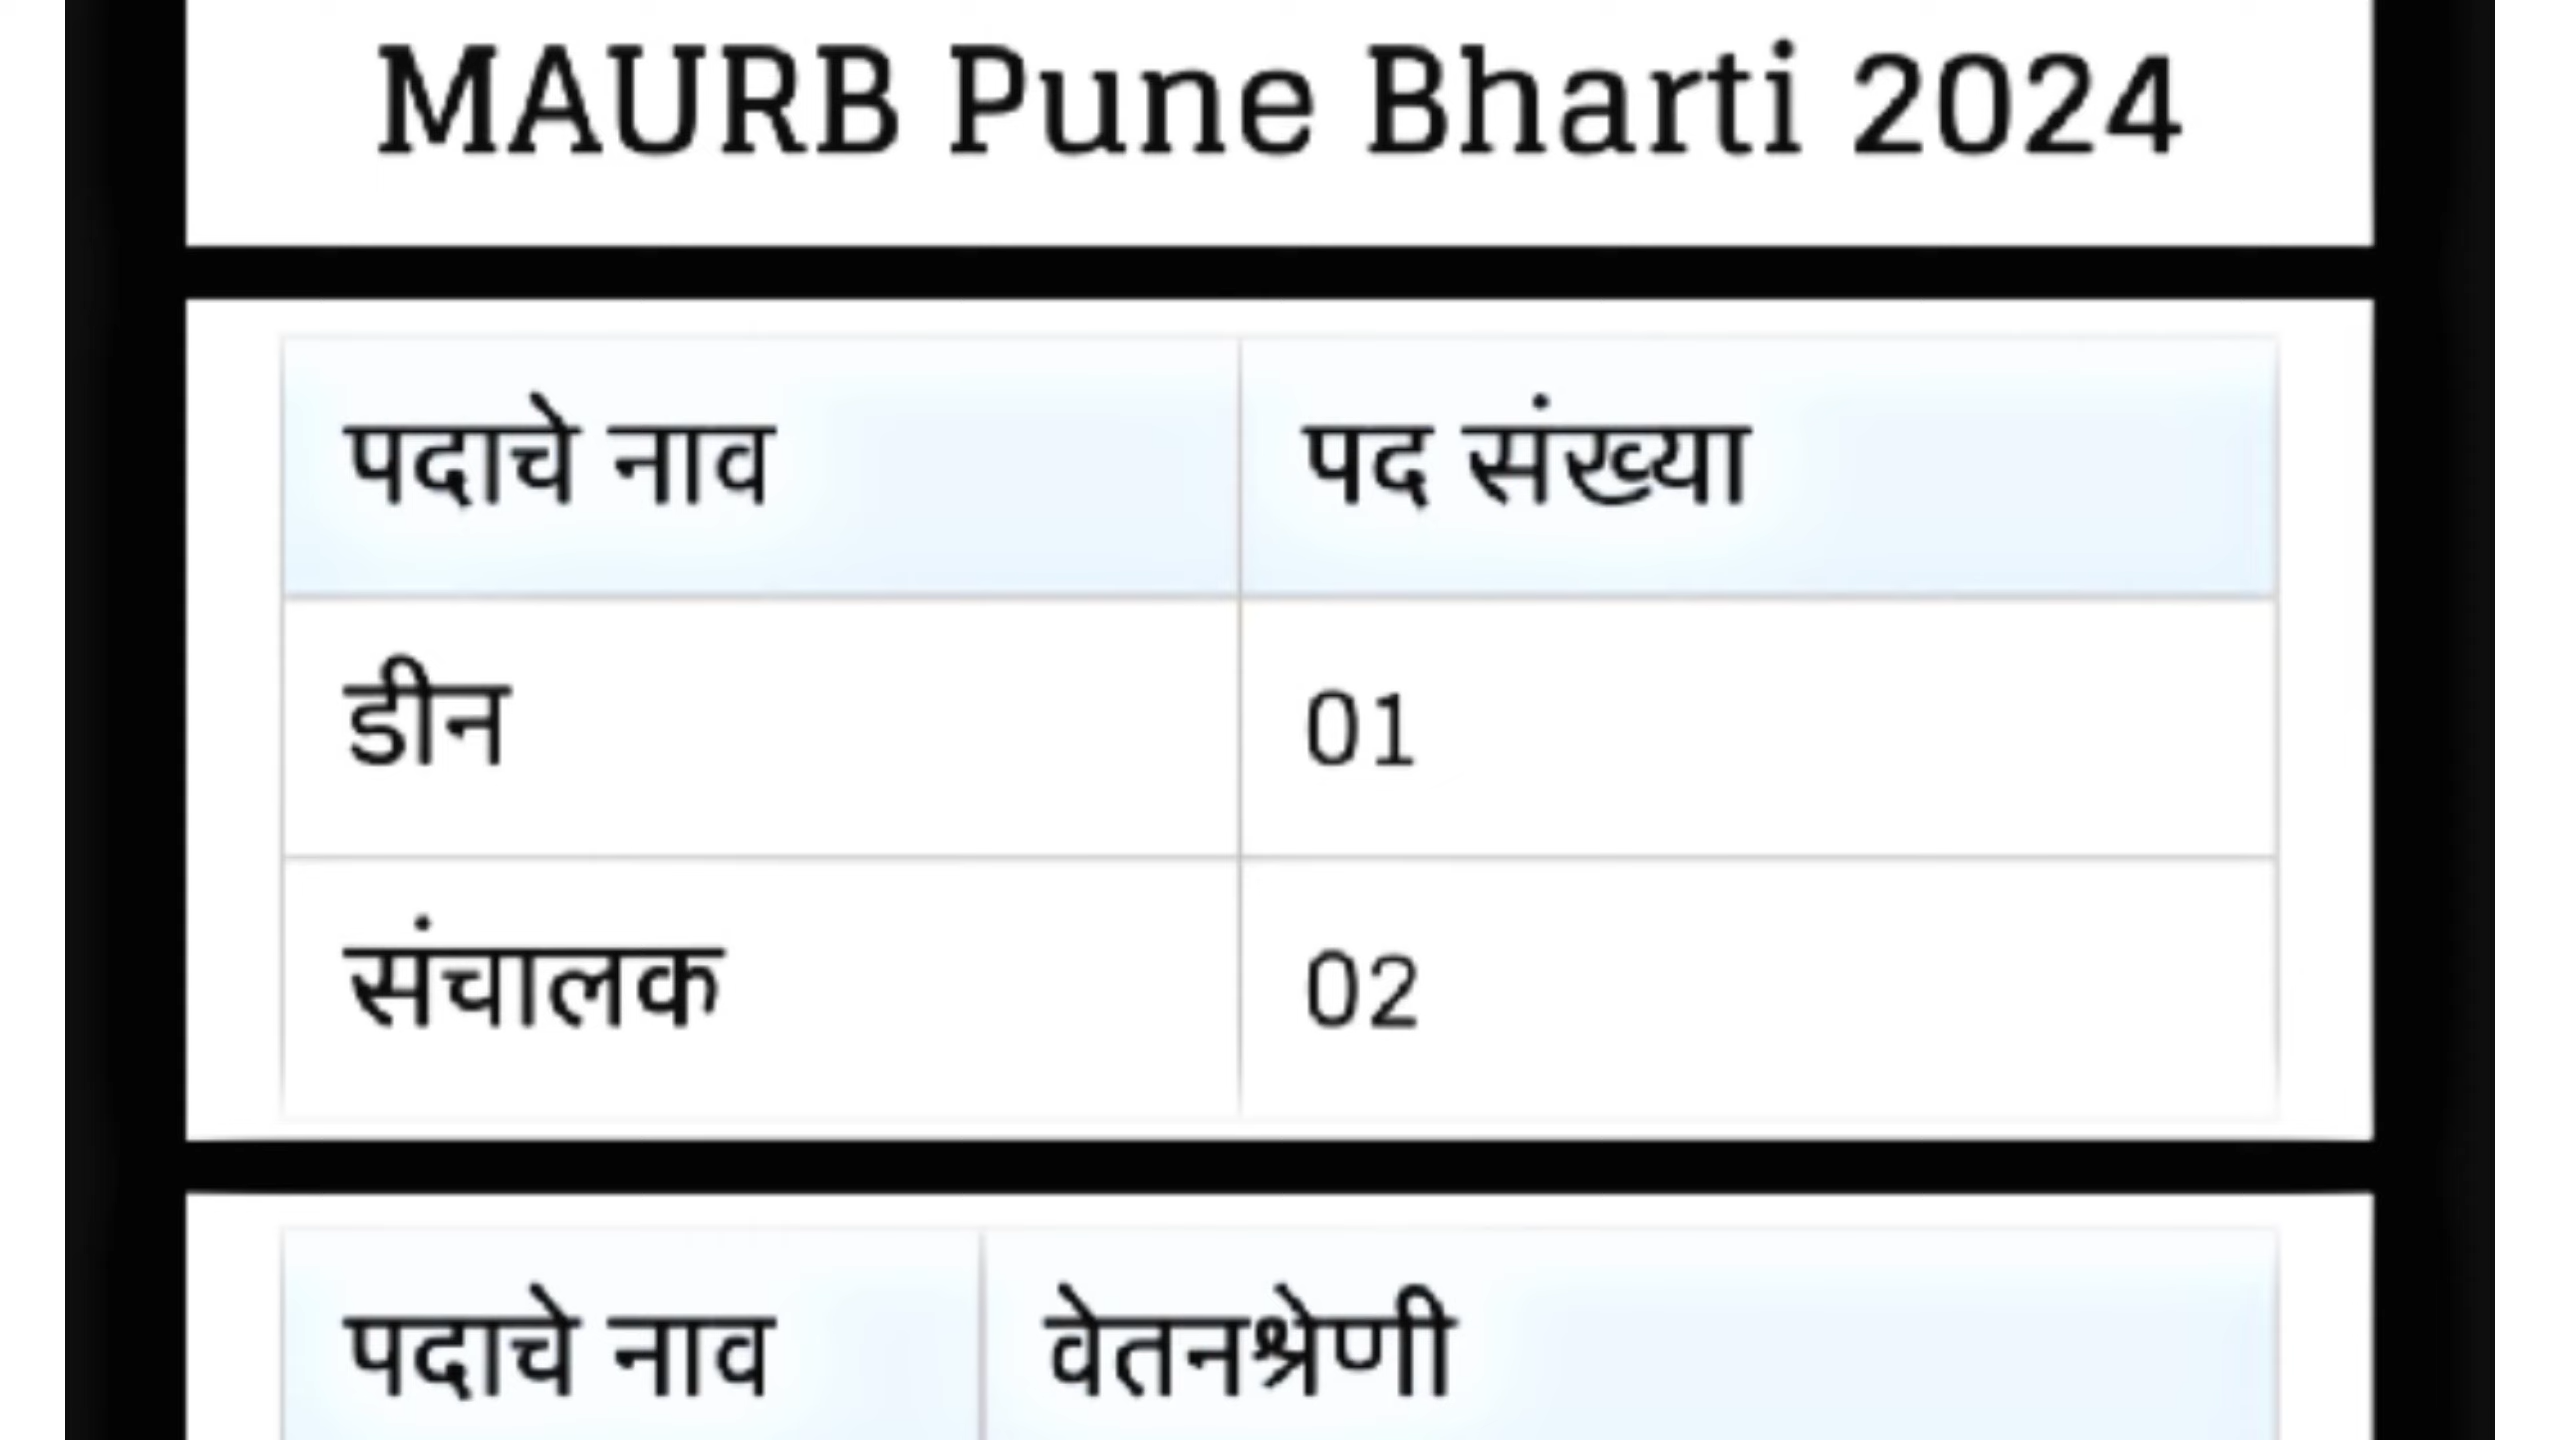 MAURB Pune Bharti 2024
पदाचे नाव पद संख्या
डीन 01
संचालक 02
पदाचे नाव वेतनश्रेणी